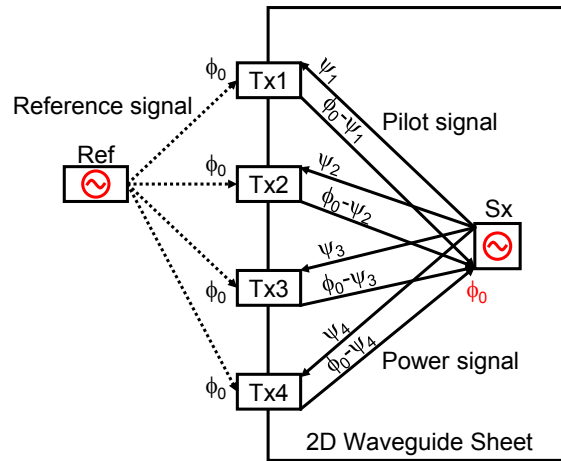 ϕ₀
Tx1
ψ₁
Reference signal
ϕ₀-ψ₁
Pilot signal
Ref
ϕ₀
Tx2
ψ₂
ϕ₀-ψ₂
Sx
ϕ₀
Tx3
ψ₃
ϕ₀-ψ₃
ϕ₀
ψ₄
ϕ₀-ψ₄
Power signal
ϕ₀
Tx4
2D Waveguide Sheet